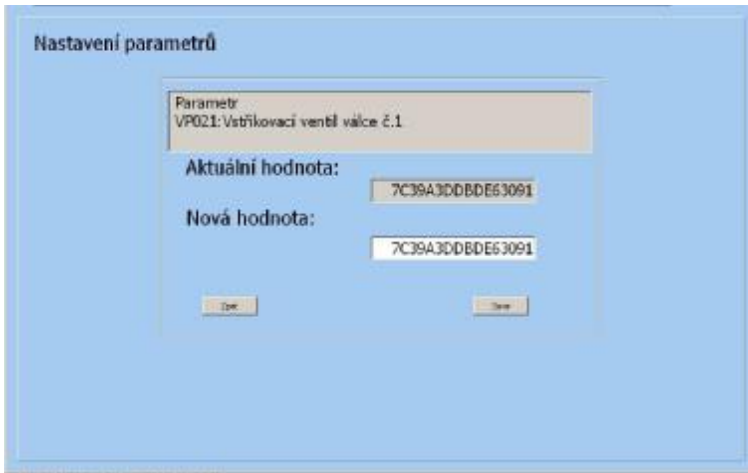 Nastavení parametrů
Parametr
VP021:Vstřikovací ventil válce č.1
Aktuální hodnota:
7C39A3DDBDE63091
Nová hodnota:
7C39A3DDBDE63091